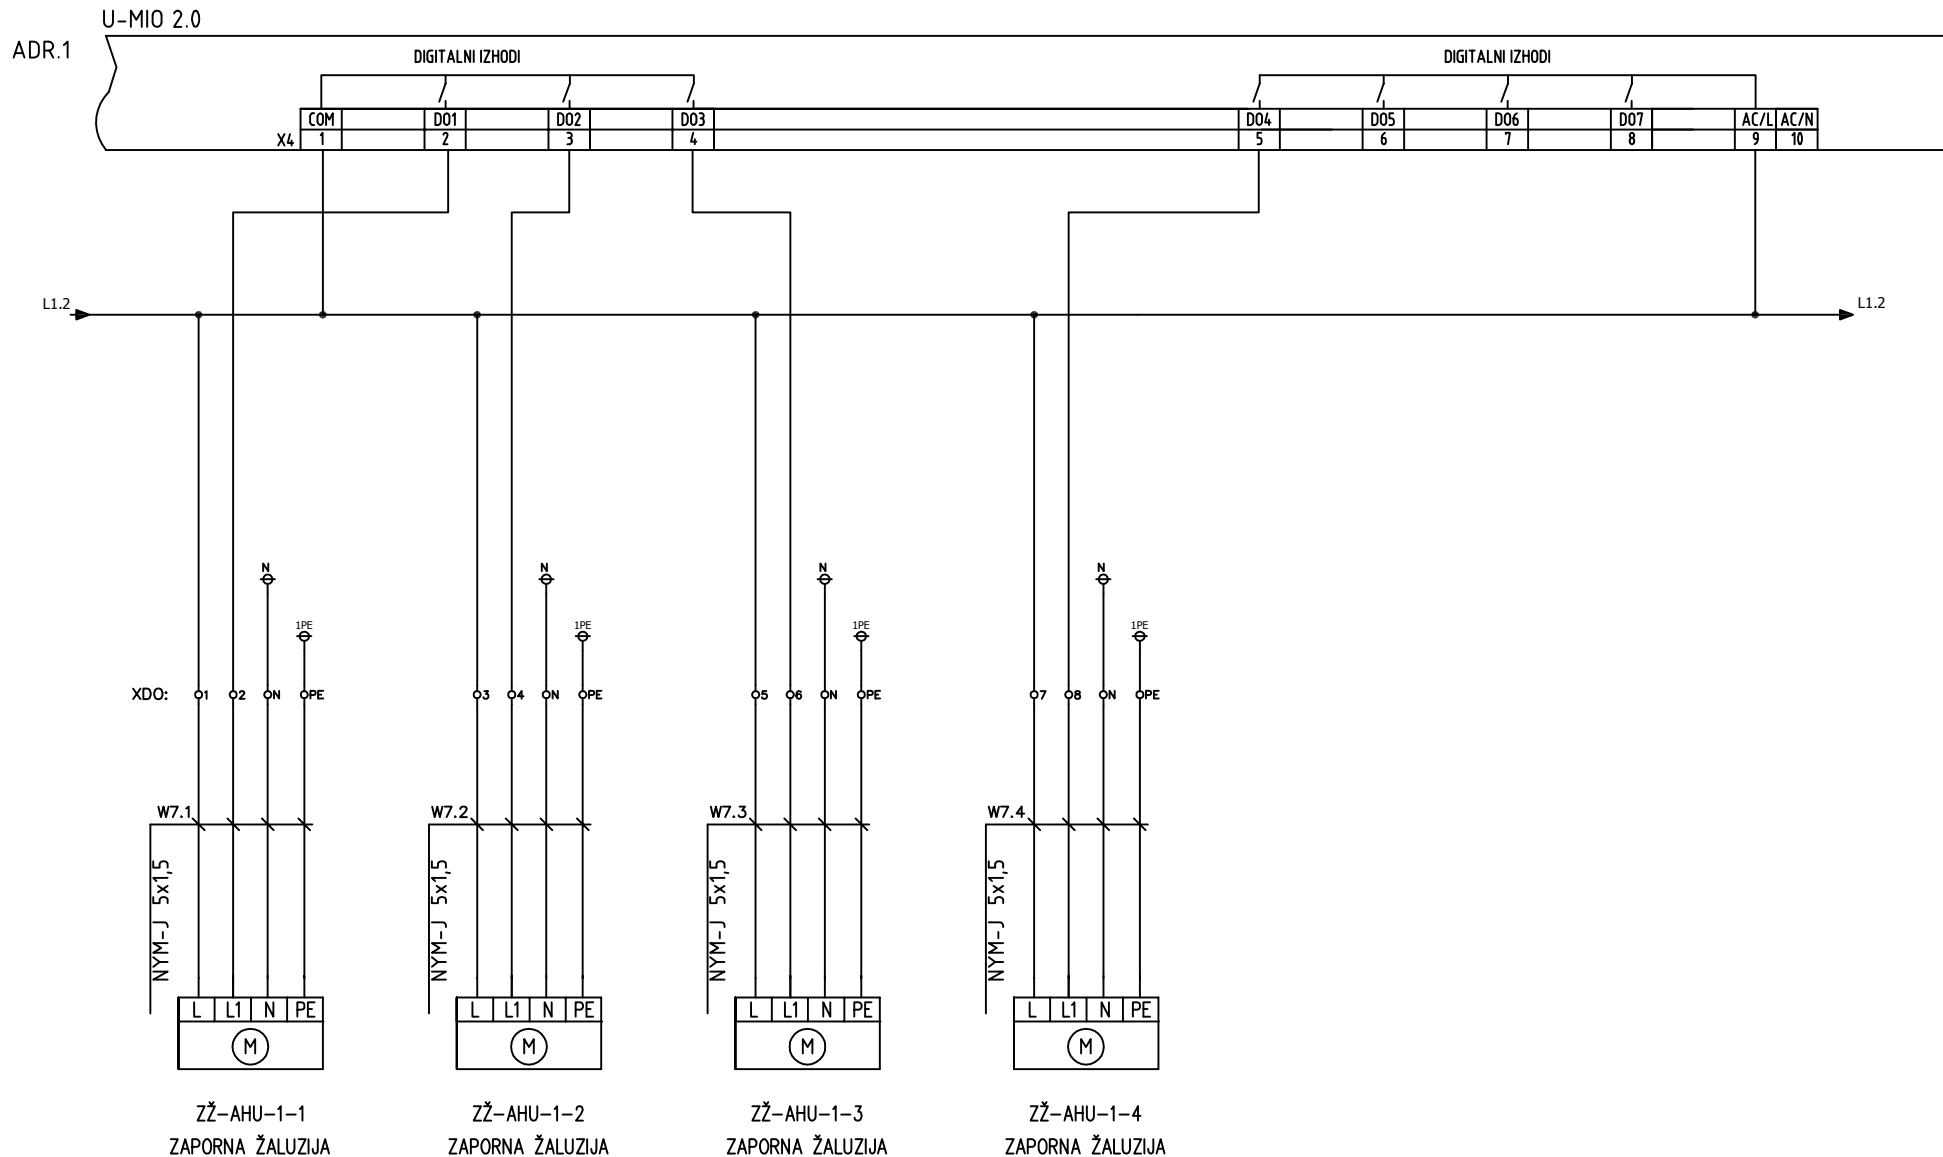 U-MIO 2.0
ADR.1
DIGITALNI IZHODI DIGITALNI IZHODI
COM DO1 DO2 DO3 DO4 DO5 DO6 DO7 AC/L AC/N
X4 1 2 3 4 5 6 7 8 9 10
L1.2 L1.2
N N N N
1PE 1PE 1PE 1PE
XDO: 1 2 N PE 3 4 N PE 5 6 N PE 7 8 N PE
W7.1 W7.2 W7.3 W7.4
NYM-J 5x1,5 NYM-J 5x1,5 NYM-J 5x1,5 NYM-J 5x1,5
L L1 N PE L L1 N PE L L1 N PE L L1 N PE
M M M M
ZŽ-AHU-1-1 ZŽ-AHU-1-2 ZŽ-AHU-1-3 ZŽ-AHU-1-4
ZAPORNA ŽALUZIJA ZAPORNA ŽALUZIJA ZAPORNA ŽALUZIJA ZAPORNA ŽALUZIJA